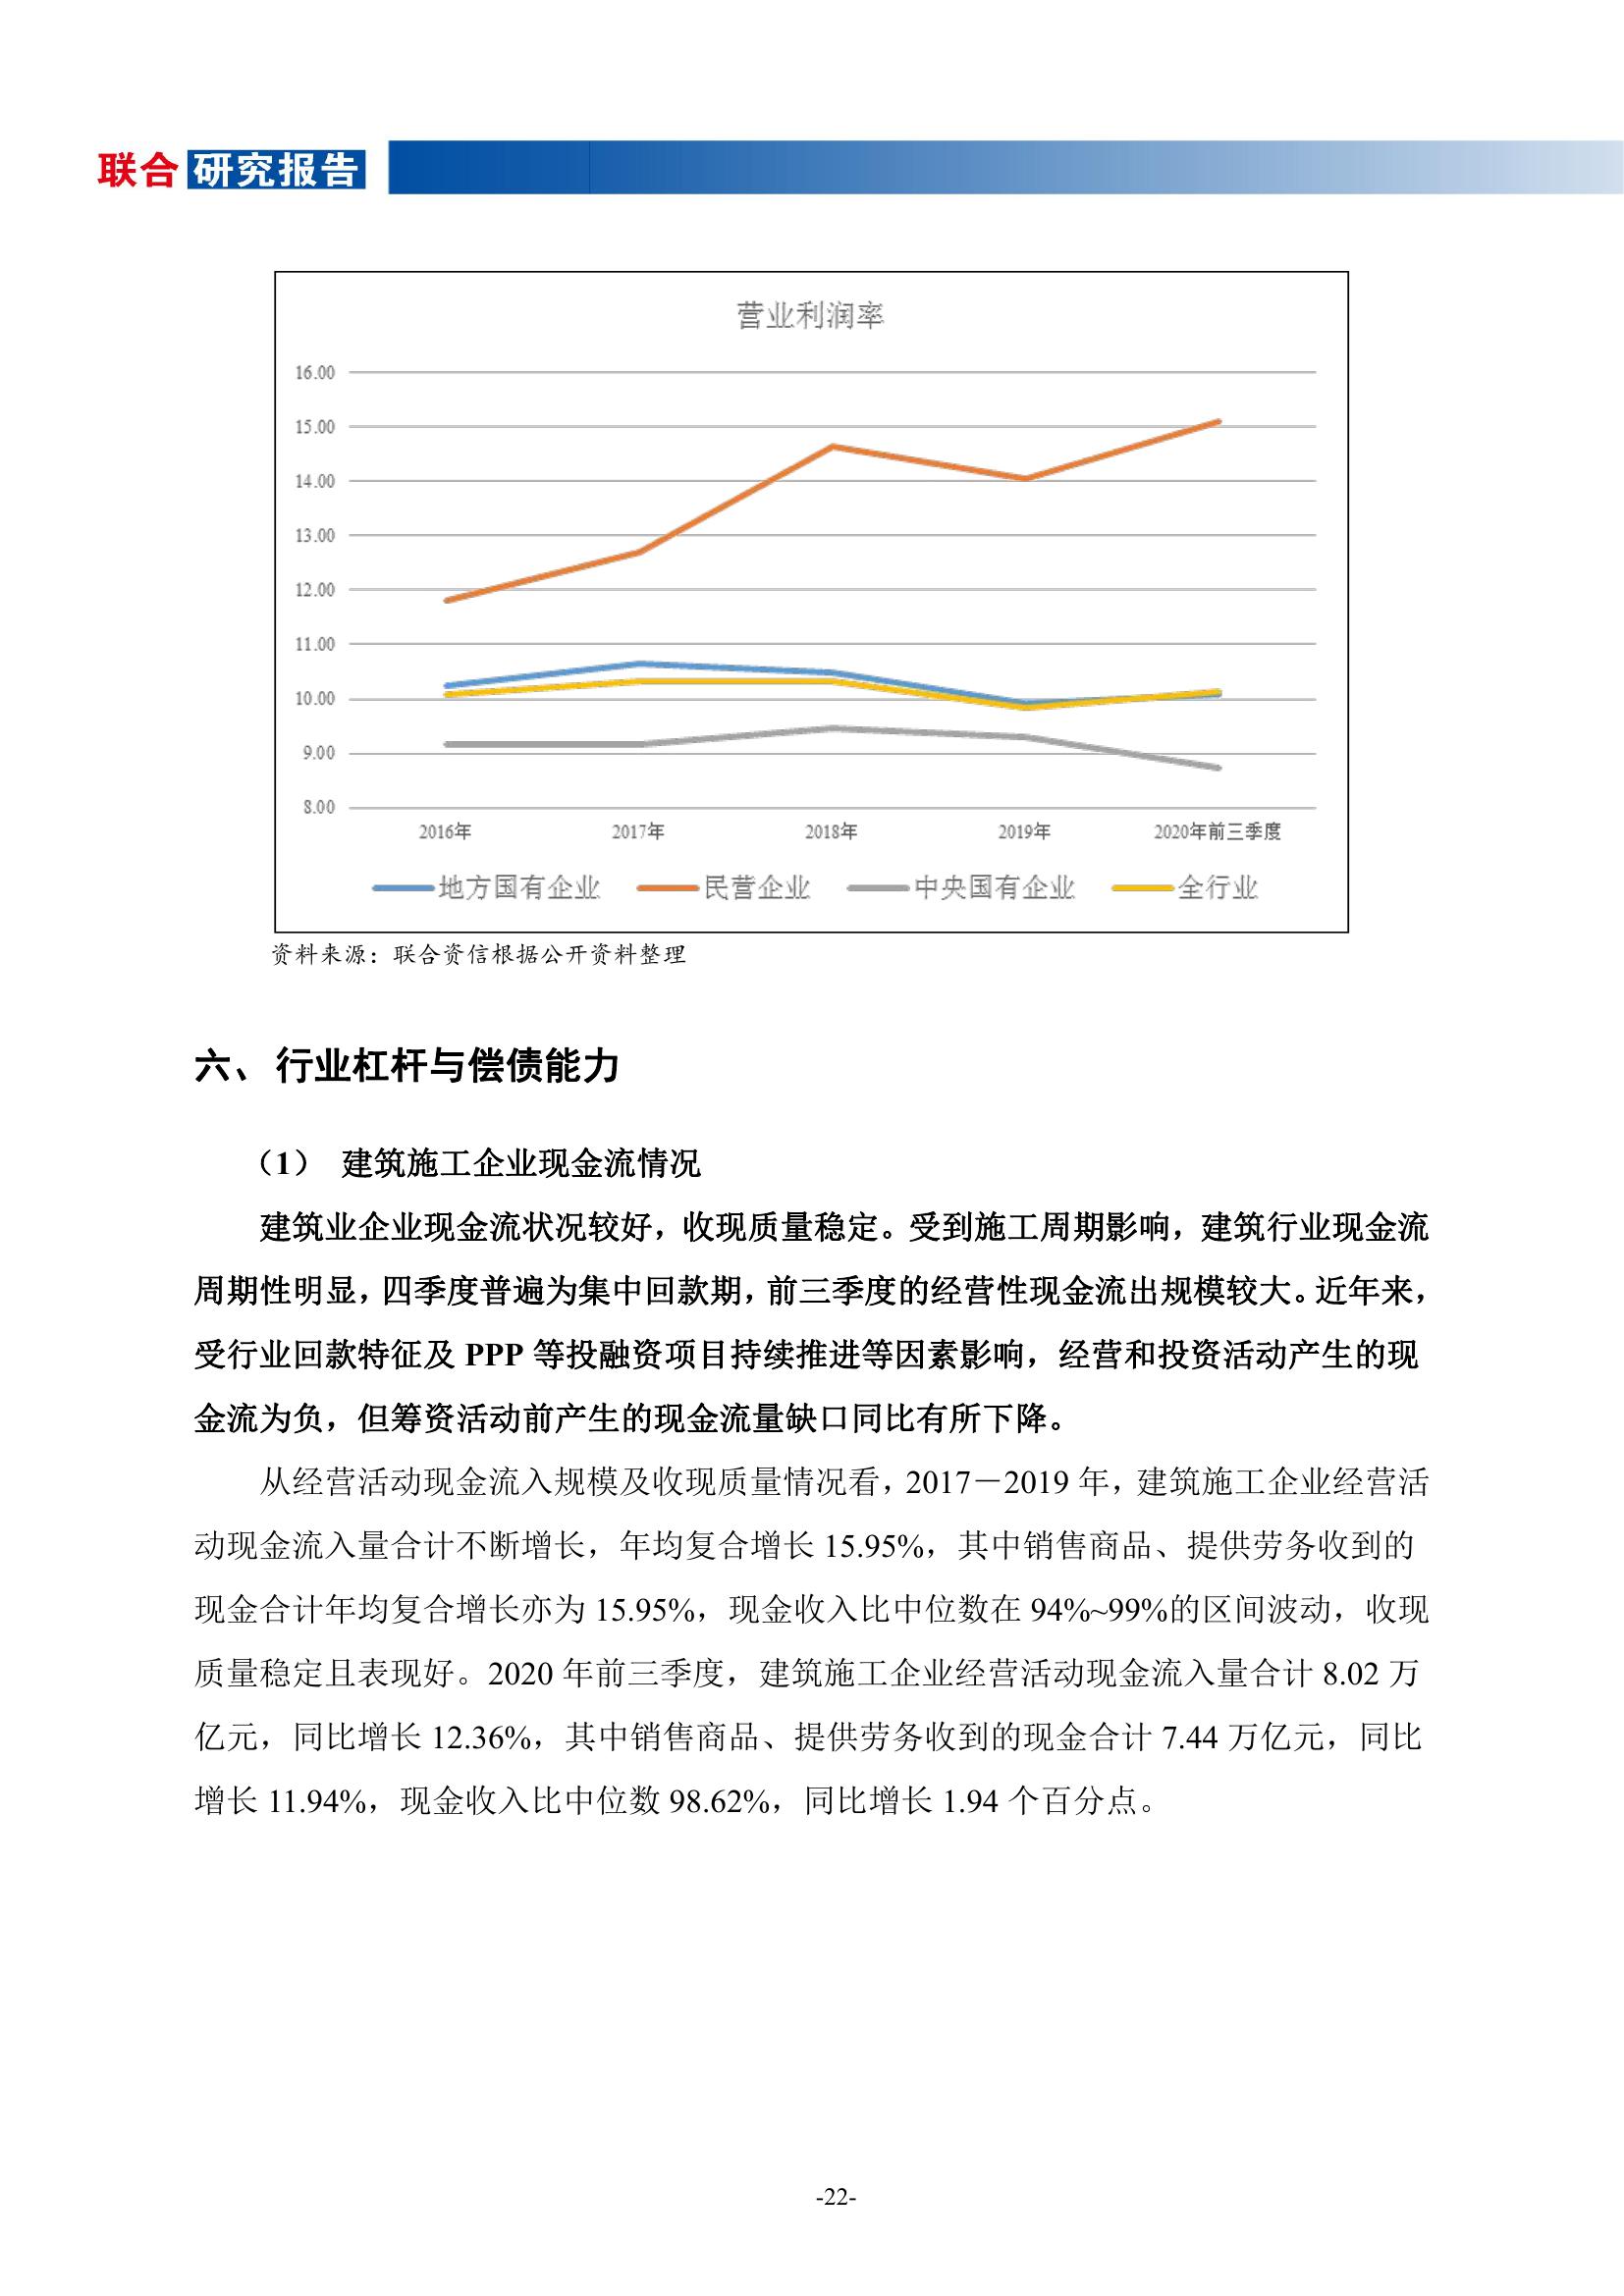 联合 研究报告
营业利润率
16.00
15.00
14.00
13.00
12.00
11.00
10.00
9.00
8.00
2016年 2017年 2018年 2019年 2020年前三季度
地方国有企业 民营企业 中央国有企业 全行业
资料来源：联合资信根据公开资料整理
六、 行业杠杆与偿债能力
（1） 建筑施工企业现金流情况
建筑业企业现金流状况较好，收现质量稳定。受到施工周期影响，建筑行业现金流
周期性明显，四季度普遍为集中回款期，前三季度的经营性现金流出规模较大。近年来，
受行业回款特征及 PPP 等投融资项目持续推进等因素影响，经营和投资活动产生的现
金流为负，但筹资活动前产生的现金流量缺口同比有所下降。
从经营活动现金流入规模及收现质量情况看，2017－2019 年，建筑施工企业经营活
动现金流入量合计不断增长，年均复合增长 15.95%，其中销售商品、提供劳务收到的
现金合计年均复合增长亦为 15.95%，现金收入比中位数在 94%~99%的区间波动，收现
质量稳定且表现好。2020 年前三季度，建筑施工企业经营活动现金流入量合计 8.02 万
亿元，同比增长 12.36%，其中销售商品、提供劳务收到的现金合计 7.44 万亿元，同比
增长 11.94%，现金收入比中位数 98.62%，同比增长 1.94 个百分点。
-22-